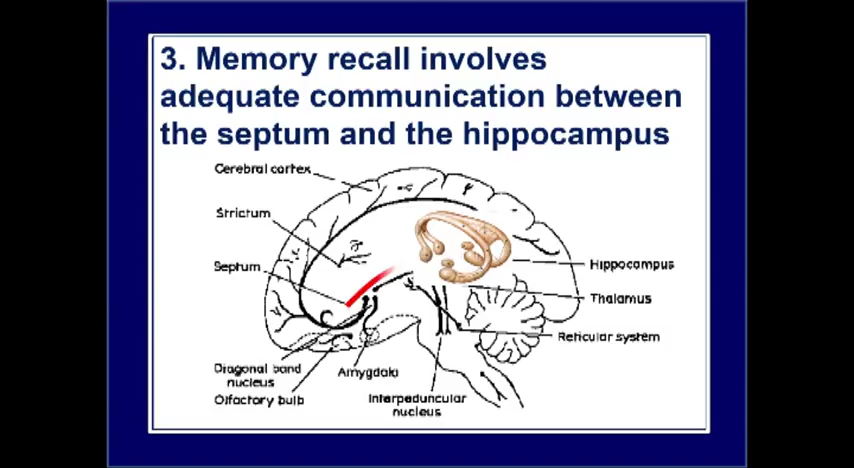 3. Memory recall involves
adequate communication between
the septum and the hippocampus
Cerebral cortex
Strictum
Septum
Hippocampus
Thalamus
Reticular system
Diagonal band
nucleus
Amygdala
Olfactory bulb
Interpeduncular
nucleus